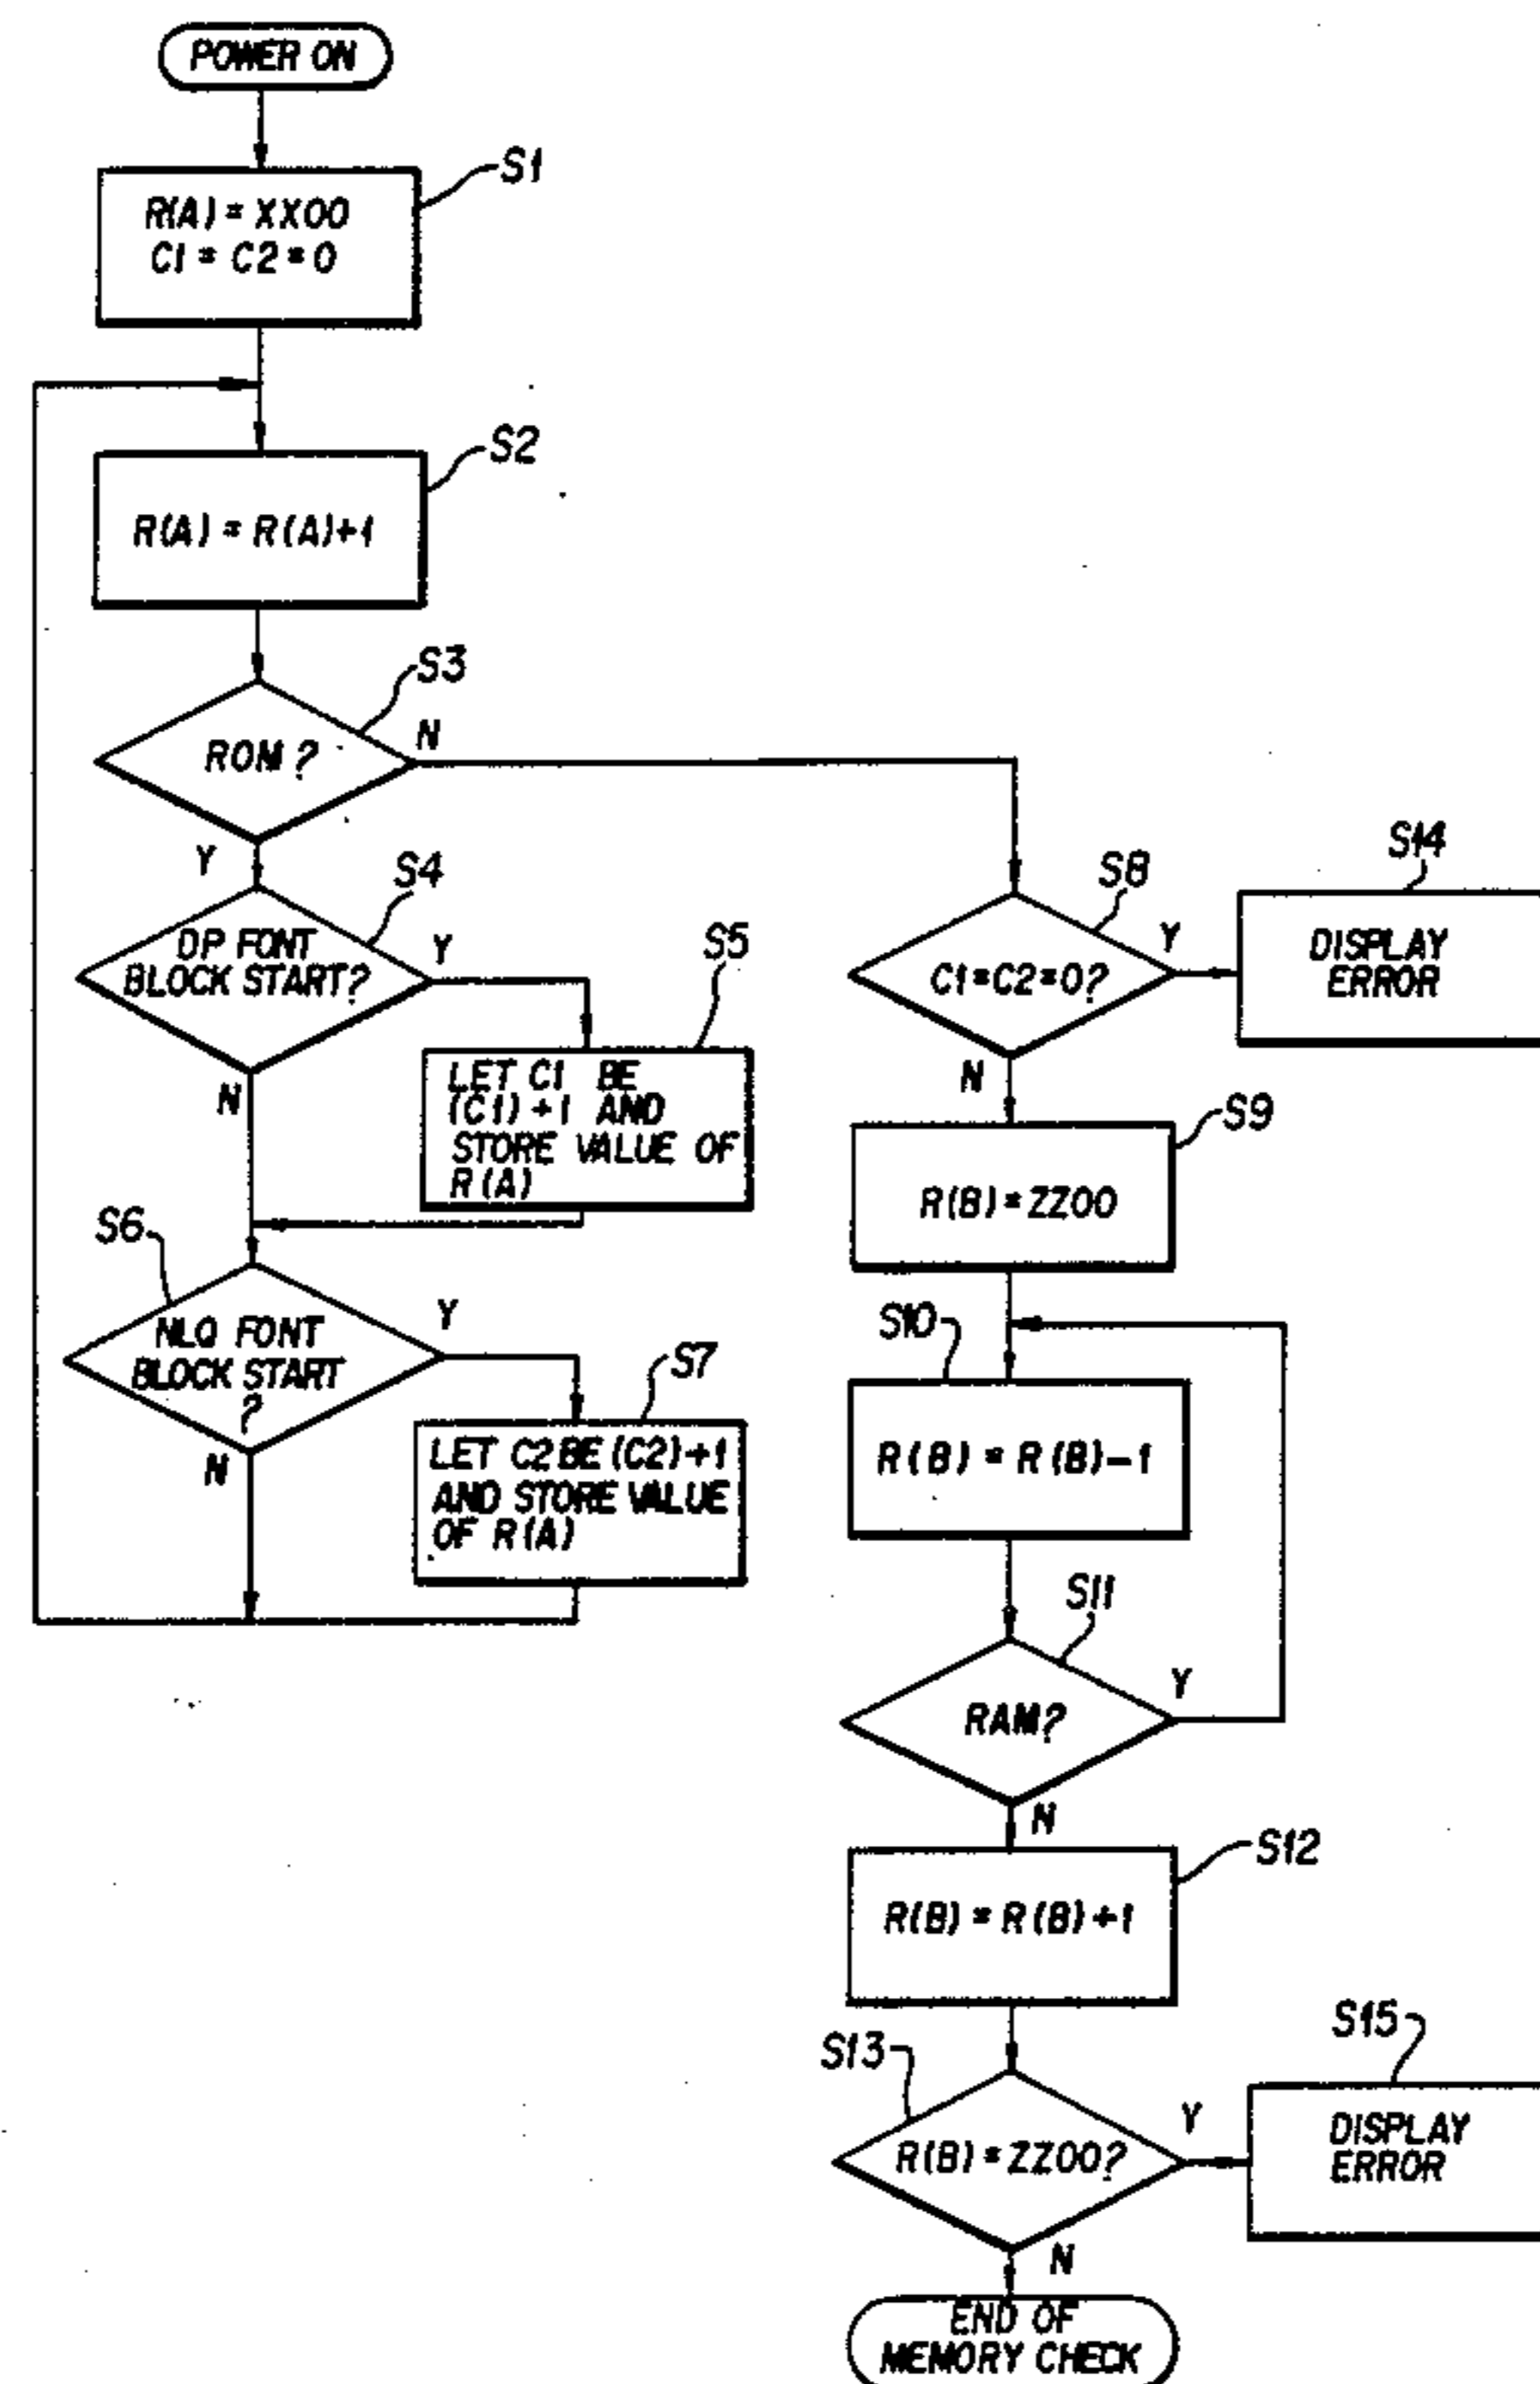 POWER ON
S1
R(A) = XX00
C1 = C2 = 0
S2
R(A) = R(A)+1
S3
ROM?
N
Y
S4
DP FONT
BLOCK START?
Y
N
S5
LET C1 BE
(C1)+1 AND
STORE VALUE OF
R(A)
S6
NLQ FONT
BLOCK START
?
Y
N
S7
LET C2 BE (C2)+1
AND STORE VALUE
OF R(A)
S8
C1=C2=0?
Y
N
S14
DISPLAY
ERROR
S9
R(B)=ZZ00
S10
R(B) = R(B)-1
S11
RAM?
Y
N
S12
R(B) = R(B)+1
S13
R(B)=ZZ00?
Y
N
S15
DISPLAY
ERROR
END OF
MEMORY CHECK